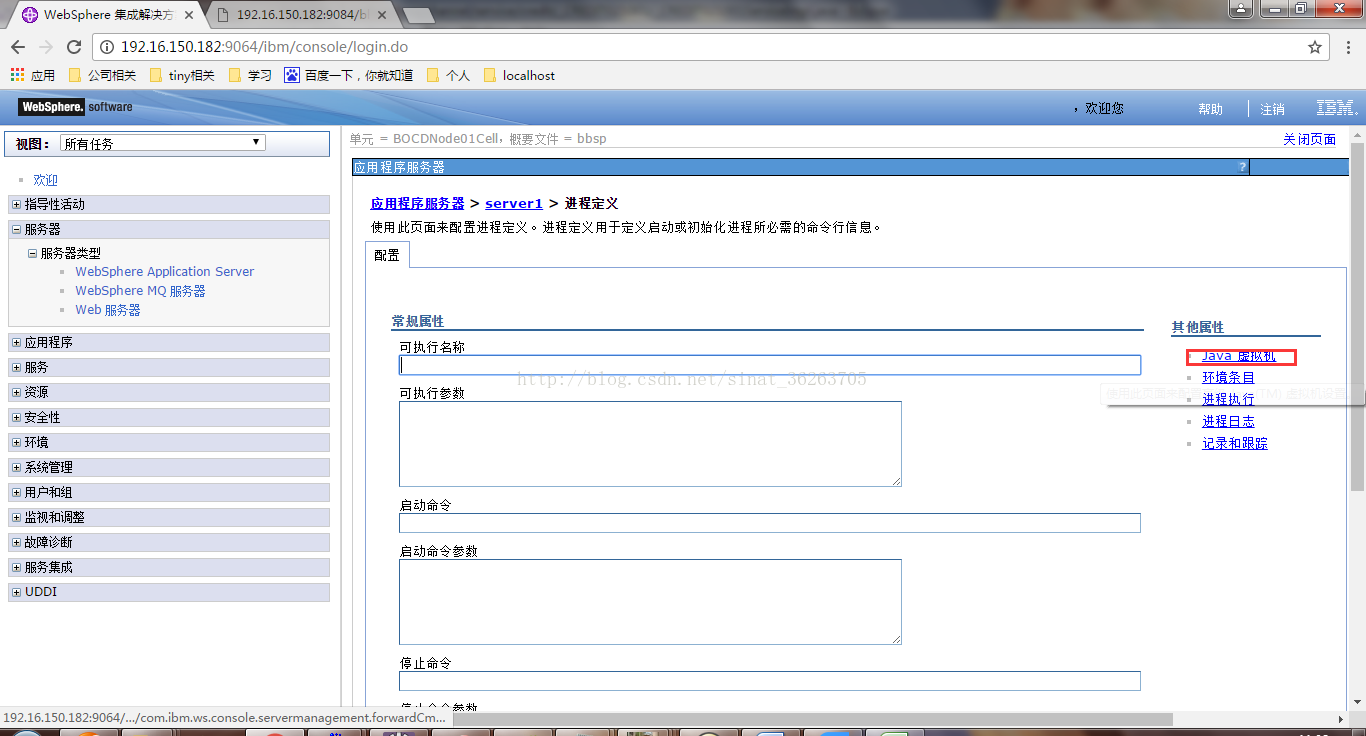 WebSphere 集成解决方
192.16.150.182:9084/b
192.16.150.182:9064/ibm/console/login.do
应用 公司相关 tiny相关 学习 百度一下，你就知道 个人 localhost
WebSphere. software ，欢迎您 帮助 注销 IBM.
视图： 所有任务
欢迎
指导性活动
服务器
服务器类型
WebSphere Application Server
WebSphere MQ 服务器
Web 服务器
应用程序
服务
资源
安全性
环境
系统管理
用户和组
监视和调整
故障诊断
服务集成
UDDI
单元 = BOCDNode01Cell，概要文件 = bbsp 关闭页面
应用程序服务器 ?
应用程序服务器 > server1 > 进程定义
使用此页面来配置进程定义。进程定义用于定义启动或初始化进程所必需的命令行信息。
配置
常规属性
可执行名称
http://blog.csdn.net/sinat_36263705
可执行参数
启动命令
启动命令参数
停止命令
停止命令参数
其他属性
Java 虚拟机
环境条目
进程执行
进程日志
记录和跟踪
192.16.150.182:9064/.../com.ibm.ws.console.servermanagement.forwardCm...